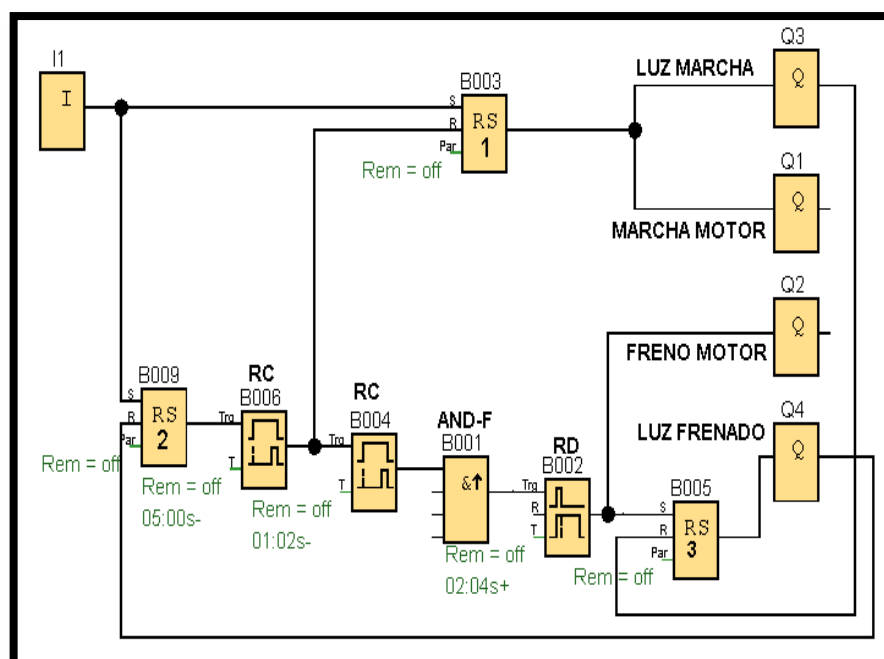 I1
I
B003
S
R
Par
RS
1
Rem = off
LUZ MARCHA
Q3
Q
Q1
Q
MARCHA MOTOR
Q2
Q
FRENO MOTOR
Q4
Q
LUZ FRENADO
B009
S
R
Par
RS
2
Rem = off
RC
B006
Trg
T
Rem = off
05:00s-
RC
B004
Trg
T
Rem = off
01:02s-
AND-F
B001
&↑
RD
B002
Trg
R
T
Rem = off
02:04s+
B005
S
R
Par
RS
3
Rem = off